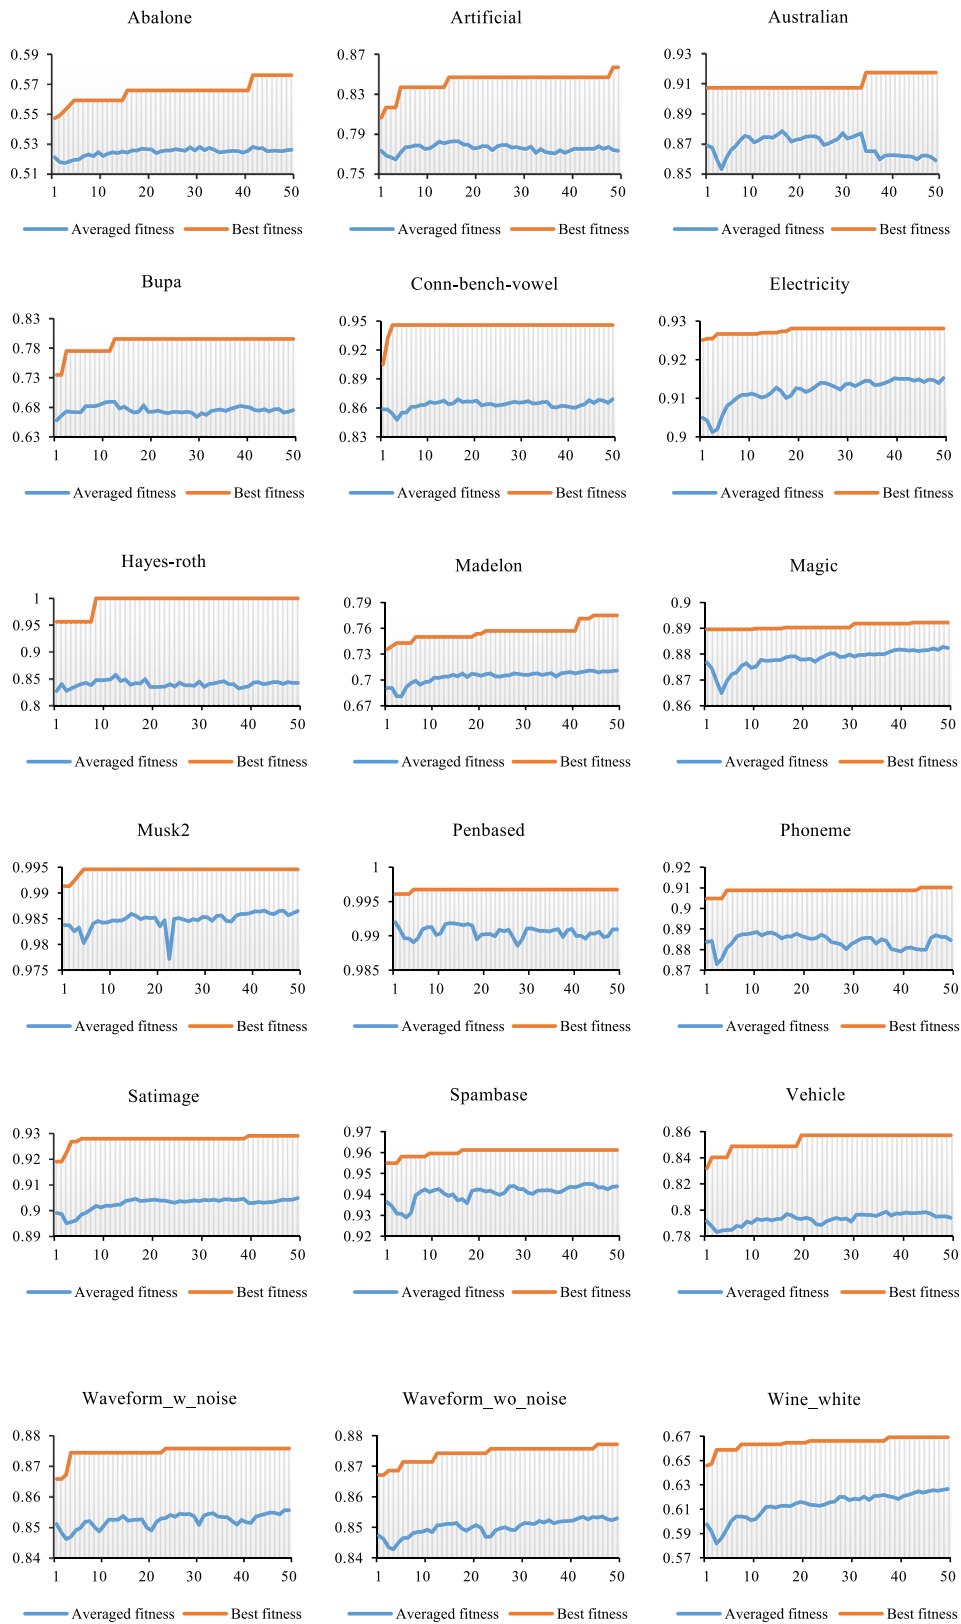 Abalone
0.59
0.57
0.55
0.53
0.51
1 10 20 30 40 50
Averaged fitness Best fitness
Artificial
0.87
0.83
0.79
0.75
1 10 20 30 40 50
Averaged fitness Best fitness
Australian
0.93
0.91
0.89
0.87
0.85
1 10 20 30 40 50
Averaged fitness Best fitness
Bupa
0.83
0.78
0.73
0.68
0.63
1 10 20 30 40 50
Averaged fitness Best fitness
Conn-bench-vowel
0.95
0.92
0.89
0.86
0.83
1 10 20 30 40 50
Averaged fitness Best fitness
Electricity
0.93
0.92
0.91
0.9
1 10 20 30 40 50
Averaged fitness Best fitness
Hayes-roth
1
0.95
0.9
0.85
0.8
1 10 20 30 40 50
Averaged fitness Best fitness
Madelon
0.79
0.76
0.73
0.7
0.67
1 10 20 30 40 50
Averaged fitness Best fitness
Magic
0.9
0.89
0.88
0.87
0.86
1 10 20 30 40 50
Averaged fitness Best fitness
Musk2
0.995
0.99
0.985
0.98
0.975
1 10 20 30 40 50
Averaged fitness Best fitness
Penbased
1
0.995
0.99
0.985
1 10 20 30 40 50
Averaged fitness Best fitness
Phoneme
0.92
0.91
0.9
0.89
0.88
0.87
1 10 20 30 40 50
Averaged fitness Best fitness
Satimage
0.93
0.92
0.91
0.9
0.89
1 10 20 30 40 50
Averaged fitness Best fitness
Spambase
0.97
0.96
0.95
0.94
0.93
0.92
1 10 20 30 40 50
Averaged fitness Best fitness
Vehicle
0.86
0.84
0.82
0.8
0.78
1 10 20 30 40 50
Averaged fitness Best fitness
Waveform_w_noise
0.88
0.87
0.86
0.85
0.84
1 10 20 30 40 50
Averaged fitness Best fitness
Waveform_wo_noise
0.88
0.87
0.86
0.85
0.84
1 10 20 30 40 50
Averaged fitness Best fitness
Wine_white
0.67
0.65
0.63
0.61
0.59
0.57
1 10 20 30 40 50
Averaged fitness Best fitness